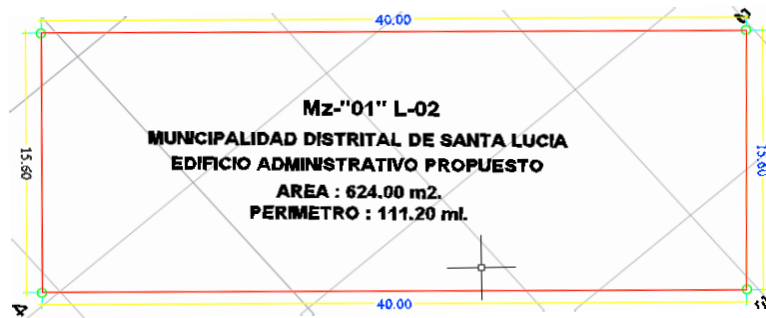 40.00
15.60
Mz-"01" L-02
MUNICIPALIDAD DISTRITAL DE SANTA LUCIA
EDIFICIO ADMINISTRATIVO PROPUESTO
AREA : 624.00 m2.
PERIMETRO : 111.20 ml.
15.60
40.00